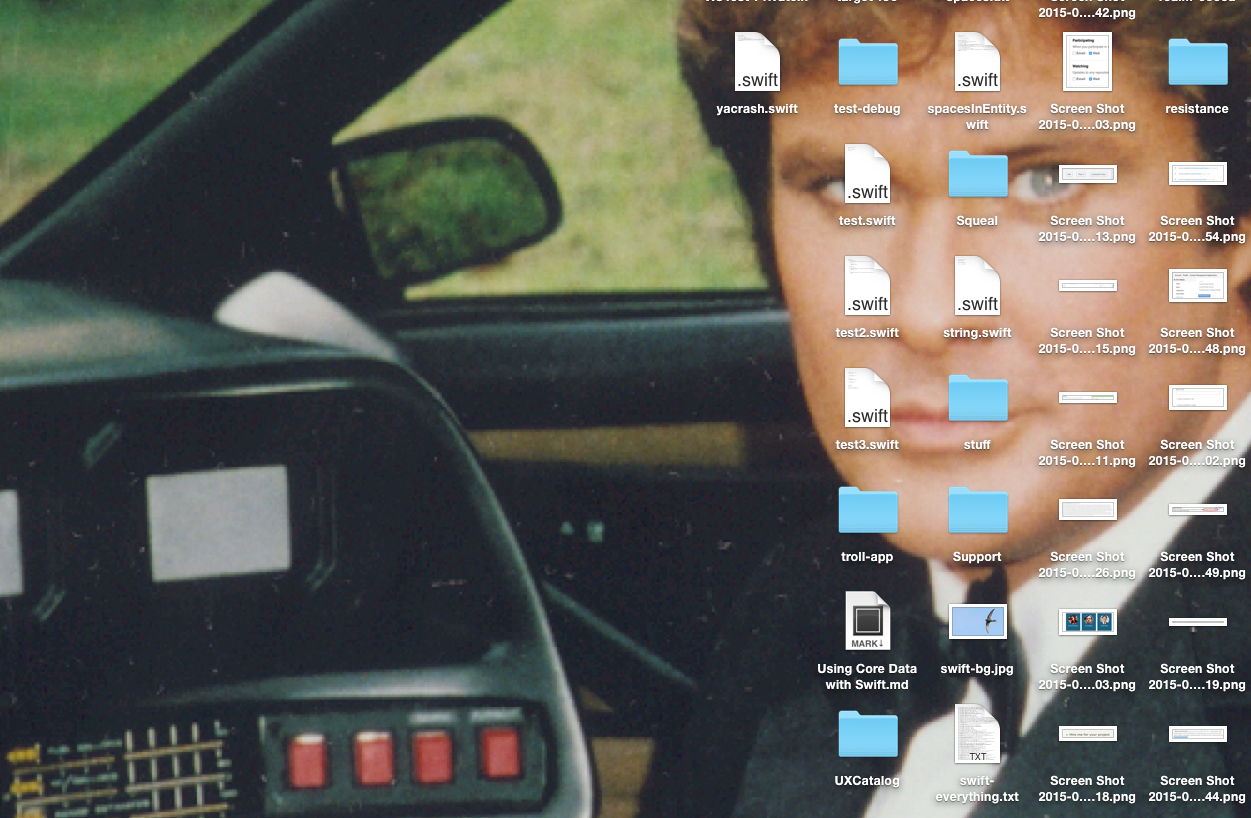 2015-0....42.png
.swift
yacrash.swift
test-debug
.swift
spacesInEntity.s
wift
Participating
Watching
Screen Shot
2015-0....03.png
resistance
.swift
test.swift
Squeal
Screen Shot
2015-0....13.png
Screen Shot
2015-0....54.png
.swift
test2.swift
.swift
string.swift
Screen Shot
2015-0....15.png
Screen Shot
2015-0....48.png
.swift
test3.swift
stuff
Screen Shot
2015-0....11.png
Screen Shot
2015-0....02.png
troll-app
Support
Screen Shot
2015-0....26.png
Screen Shot
2015-0....49.png
MARK↓
Using Core Data
with Swift.md
swift-bg.jpg
Screen Shot
2015-0....03.png
Screen Shot
2015-0....19.png
UXCatalog
TXT
swift-
everything.txt
Screen Shot
2015-0....18.png
Screen Shot
2015-0....44.png